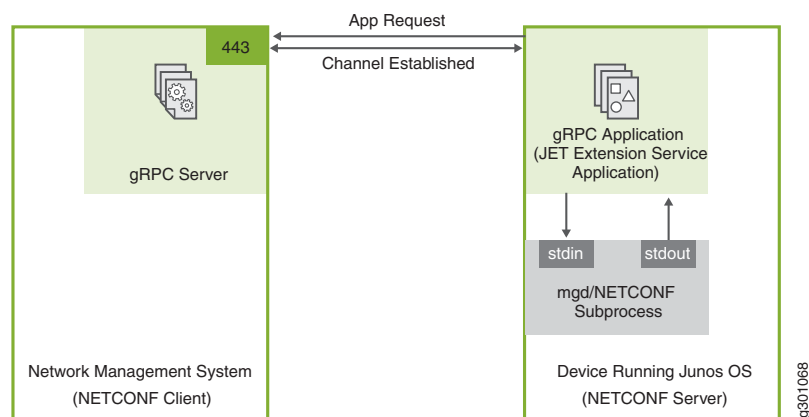 App Request
443
Channel Established
gRPC Server
gRPC Application
(JET Extension Service
Application)
stdin
stdout
mgd/NETCONF
Subprocess
Network Management System
(NETCONF Client)
Device Running Junos OS
(NETCONF Server)
g301068